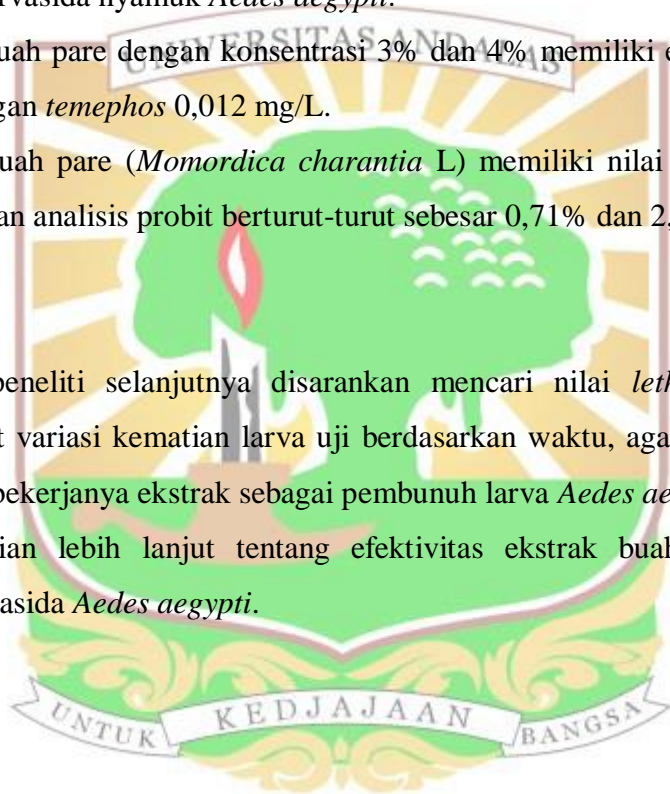 rvasida nyamuk Aedes aegypti.
UNIVERSITAS ANDALAS
uah pare dengan konsentrasi 3% dan 4% memiliki e
gan temephos 0,012 mg/L.
uah pare (Momordica charantia L) memiliki nilai
an analisis probit berturut-turut sebesar 0,71% dan 2,
peneliti selanjutnya disarankan mencari nilai leth
t variasi kematian larva uji berdasarkan waktu, aga
bekerjanya ekstrak sebagai pembunuh larva Aedes ae
ian lebih lanjut tentang efektivitas ekstrak buah
asida Aedes aegypti.
UNTUK KEDJAJAAN BANGSA